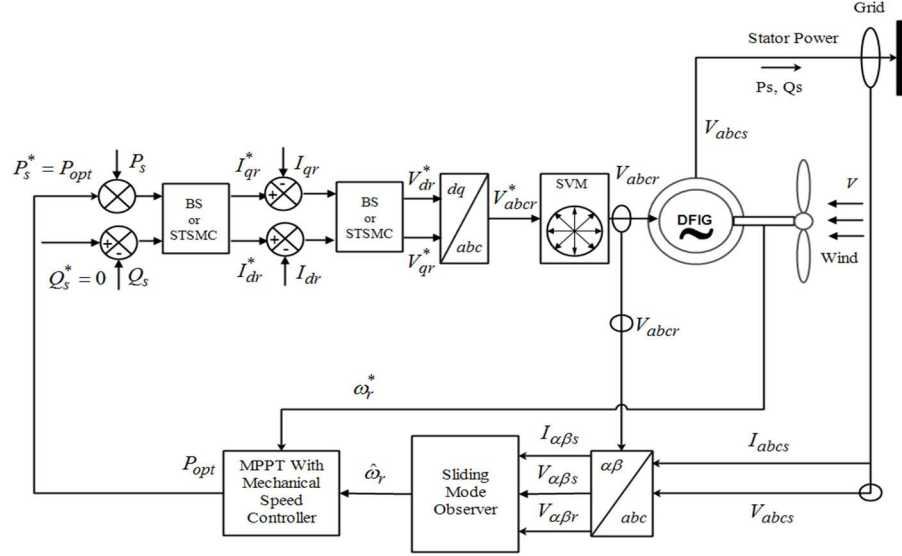 Grid
Stator Power
Ps, Qs
V_abcs
P_s^* = P_opt
P_s
I_qr^*
I_qr
V_dr^*
dq
V_abcr^*
SVM
V_abcr
V
BS
or
STSMC
BS
or
STSMC
DFIG
+ -
+ -
+ -
abc
Wind
Q_s^* = 0
Q_s
I_dr^*
I_dr
V_qr^*
V_abcr
ω_r^*
I_αβs
I_abcs
P_opt
MPPT With
Mechanical
Speed
Controller
ω̂_r
Sliding
Mode
Observer
V_αβs
αβ
V_αβr
abc
V_abcs